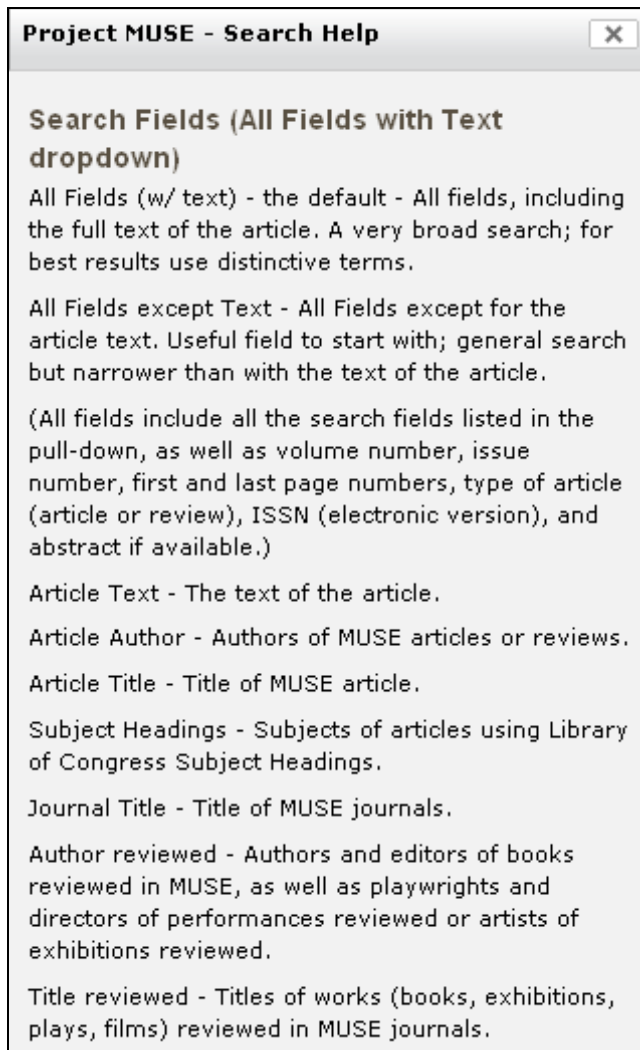 Project MUSE - Search Help
Search Fields (All Fields with Text
dropdown)
All Fields (w/ text) - the default - All fields, including
the full text of the article. A very broad search; for
best results use distinctive terms.
All Fields except Text - All Fields except for the
article text. Useful field to start with; general search
but narrower than with the text of the article.
(All fields include all the search fields listed in the
pull-down, as well as volume number, issue
number, first and last page numbers, type of article
(article or review), ISSN (electronic version), and
abstract if available.)
Article Text - The text of the article.
Article Author - Authors of MUSE articles or reviews.
Article Title - Title of MUSE article.
Subject Headings - Subjects of articles using Library
of Congress Subject Headings.
Journal Title - Title of MUSE journals.
Author reviewed - Authors and editors of books
reviewed in MUSE, as well as playwrights and
directors of performances reviewed or artists of
exhibitions reviewed.
Title reviewed - Titles of works (books, exhibitions,
plays, films) reviewed in MUSE journals.